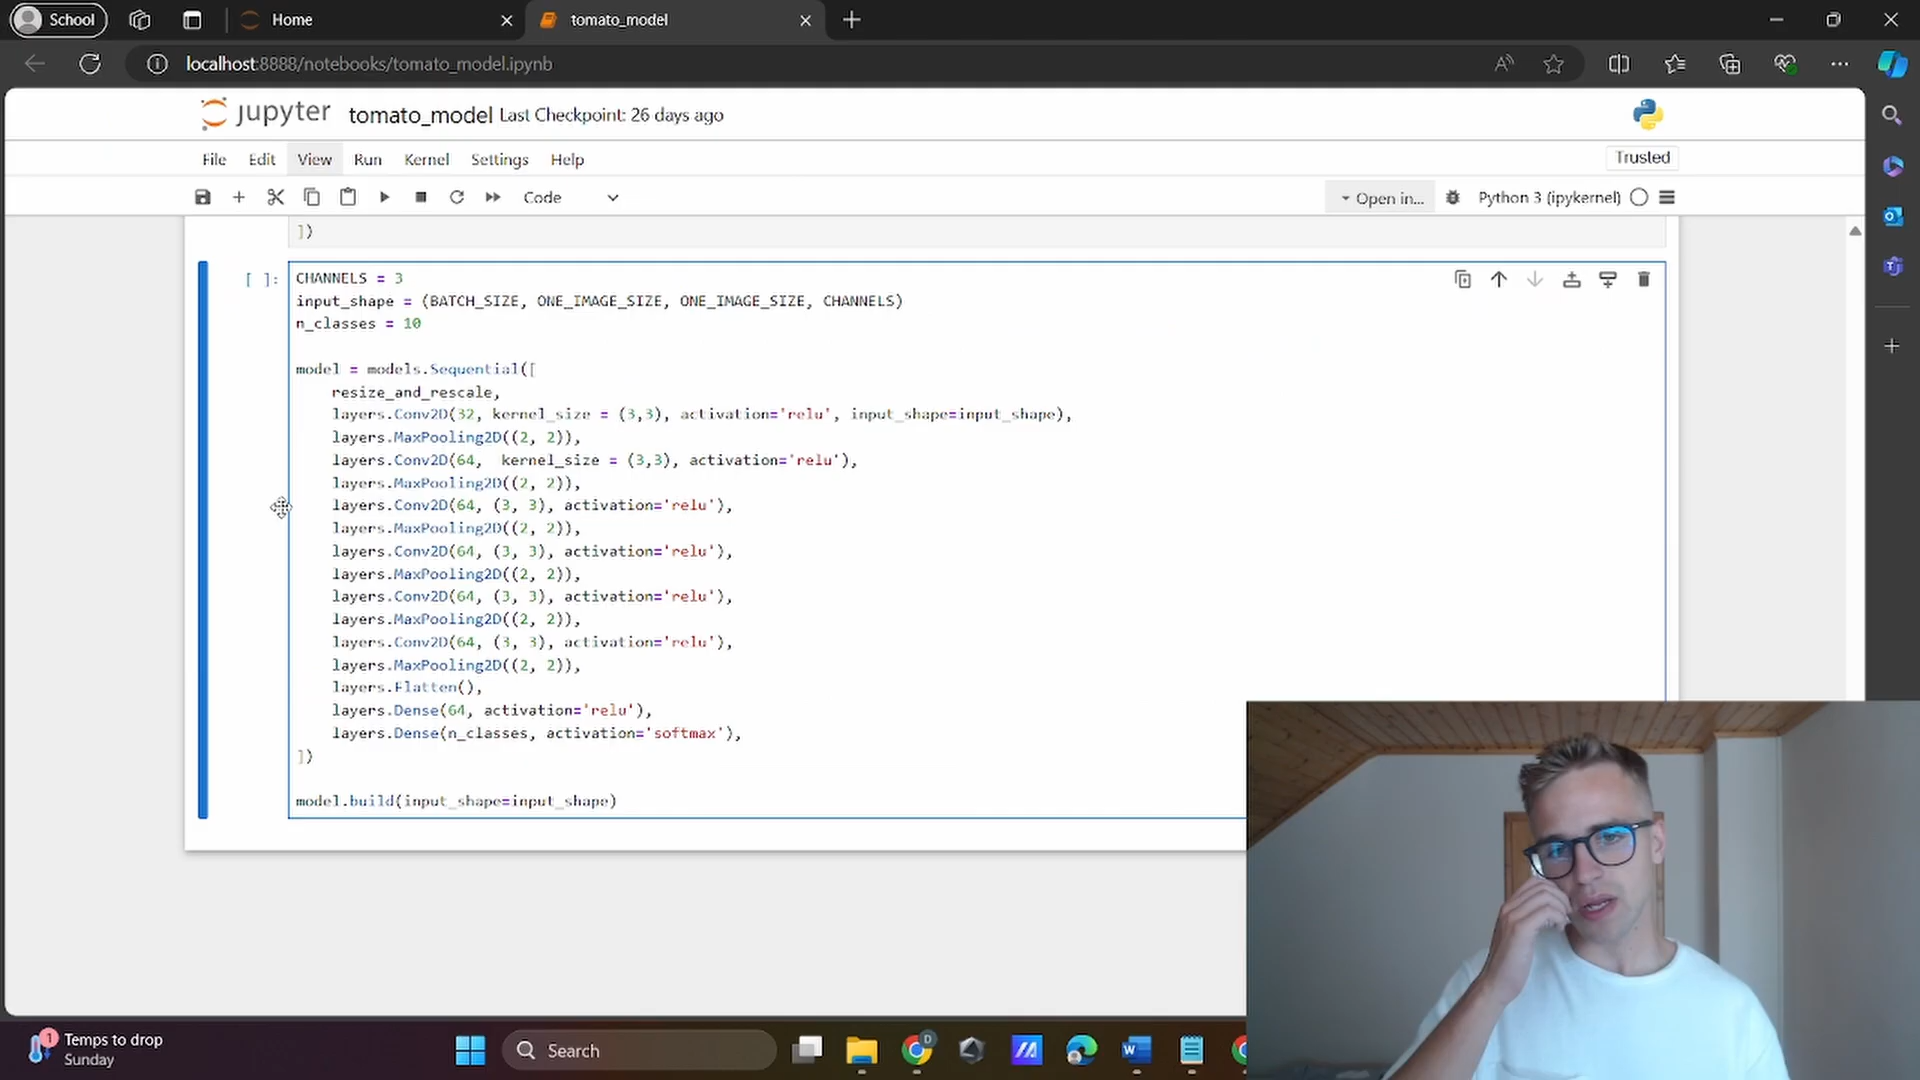 School
Home
tomato_model
localhost:8888/notebooks/tomato_model.ipynb
jupyter tomato_model Last Checkpoint: 26 days ago
File Edit View Run Kernel Settings Help
Trusted
Code
Open in...
Python 3 (ipykernel)
])
[ ]:
CHANNELS = 3
input_shape = (BATCH_SIZE, ONE_IMAGE_SIZE, ONE_IMAGE_SIZE, CHANNELS)
n_classes = 10
model = models.Sequential([
resize_and_rescale,
layers.Conv2D(32, kernel_size = (3,3), activation='relu', input_shape=input_shape),
layers.MaxPooling2D((2, 2)),
layers.Conv2D(64,  kernel_size = (3,3), activation='relu'),
layers.MaxPooling2D((2, 2)),
layers.Conv2D(64, (3, 3), activation='relu'),
layers.MaxPooling2D((2, 2)),
layers.Conv2D(64, (3, 3), activation='relu'),
layers.MaxPooling2D((2, 2)),
layers.Conv2D(64, (3, 3), activation='relu'),
layers.MaxPooling2D((2, 2)),
layers.Conv2D(64, (3, 3), activation='relu'),
layers.MaxPooling2D((2, 2)),
layers.Flatten(),
layers.Dense(64, activation='relu'),
layers.Dense(n_classes, activation='softmax'),
])
model.build(input_shape=input_shape)
1
Temps to drop
Sunday
Search